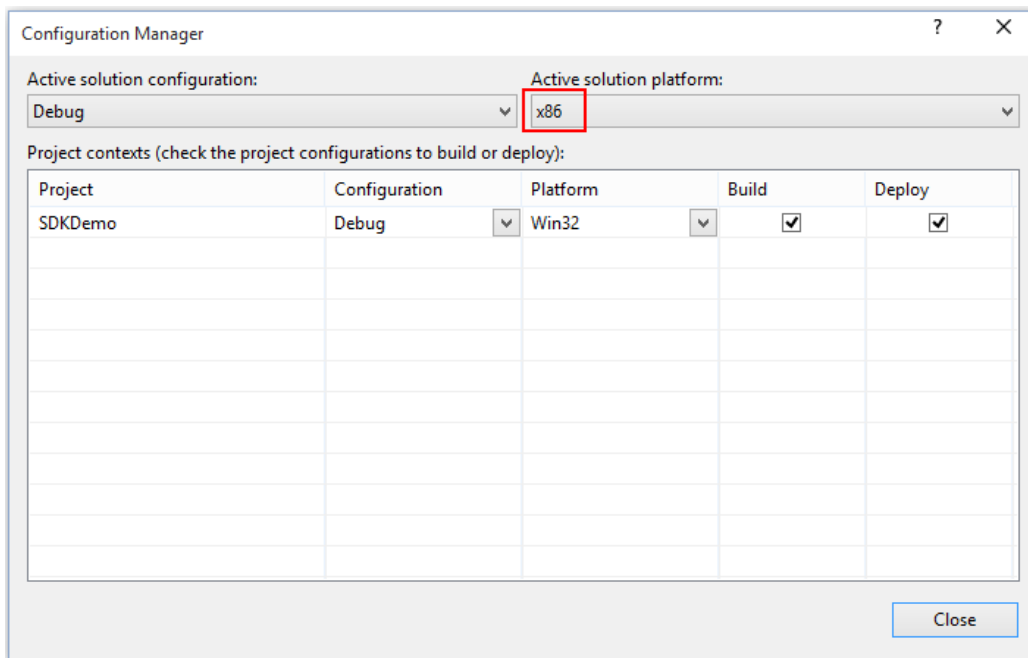 Configuration Manager
?
Active solution configuration: Active solution platform:
Debug x86
Project contexts (check the project configurations to build or deploy):
Project Configuration Platform Build Deploy
SDKDemo Debug Win32
Close